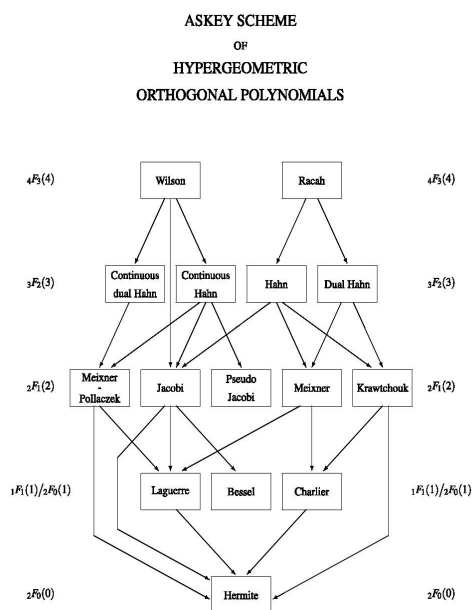 ASKEY SCHEME
OF
HYPERGEOMETRIC
ORTHOGONAL POLYNOMIALS
₄F₃(4)
Wilson
Racah
₄F₃(4)
₃F₂(3)
Continuous
dual Hahn
Continuous
Hahn
Hahn
Dual Hahn
₃F₂(3)
₂F₁(2)
Meixner
-
Pollaczek
Jacobi
Pseudo
Jacobi
Meixner
Krawtchouk
₂F₁(2)
₁F₁(1)/₂F₀(1)
Laguerre
Bessel
Charlier
₁F₁(1)/₂F₀(1)
₂F₀(0)
Hermite
₂F₀(0)